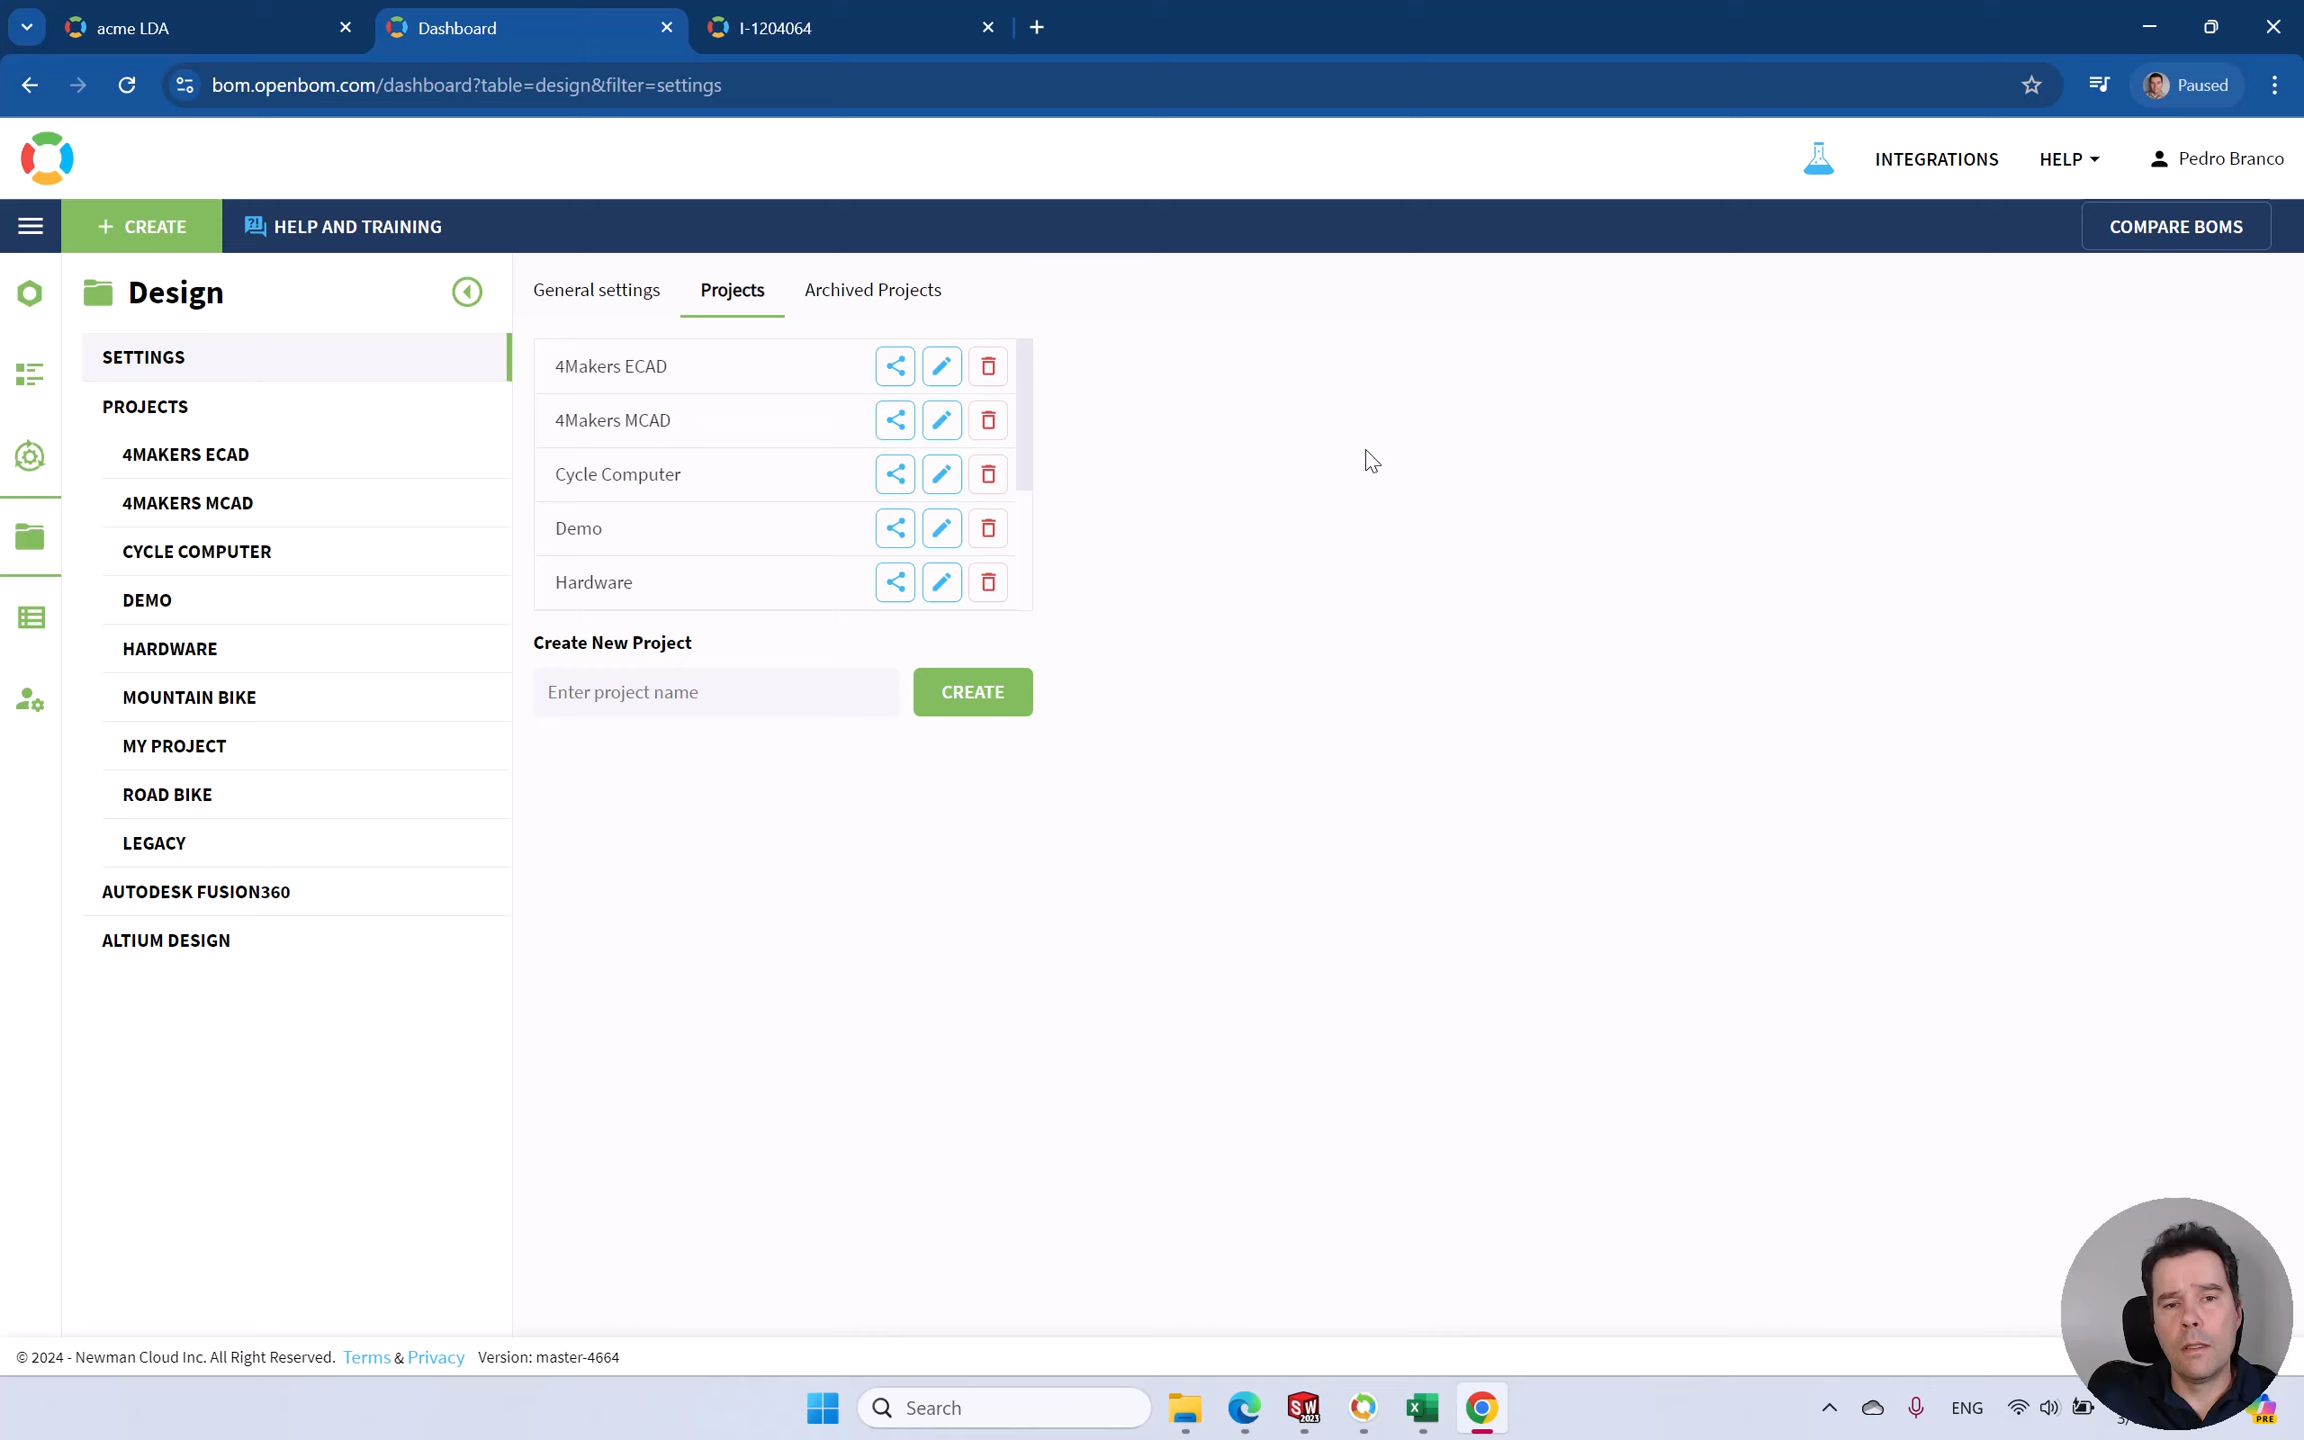 acme LDA
Dashboard
I-1204064
bom.openbom.com/dashboard?table=design&filter=settings
Paused
INTEGRATIONS
HELP
Pedro Branco
+ CREATE
HELP AND TRAINING
COMPARE BOMS
Design
SETTINGS
PROJECTS
4MAKERS ECAD
4MAKERS MCAD
CYCLE COMPUTER
DEMO
HARDWARE
MOUNTAIN BIKE
MY PROJECT
ROAD BIKE
LEGACY
AUTODESK FUSION360
ALTIUM DESIGN
General settings
Projects
Archived Projects
4Makers ECAD
4Makers MCAD
Cycle Computer
Demo
Hardware
Create New Project
Enter project name
CREATE
© 2024 - Newman Cloud Inc. All Right Reserved. Terms & Privacy Version: master-4664
Search
SW
2023
ENG
PRE